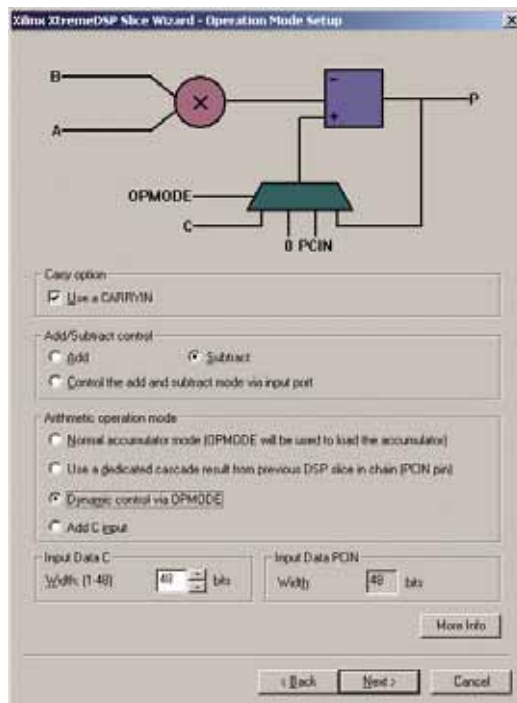 Xilinx XtremeDSP Slice Wizard - Operation Mode Setup
B
×
-
P
+
A
OPMODE
C
0 PCIN
Carry option
Use a CARRYIN
Add/Subtract control
Add
Subtract
Control the add and subtract mode via input port
Arithmetic operation mode
Normal accumulator mode (OPMODE will be used to load the accumulator)
Use a dedicated cascade result from previous DSP slice in chain (PCIN pin)
Dynamic control via OPMODE
Add C input
Input Data C
Width: (1-48) 48 bits
Input Data PCIN
Width 48 bits
More Info
< Back
Next >
Cancel